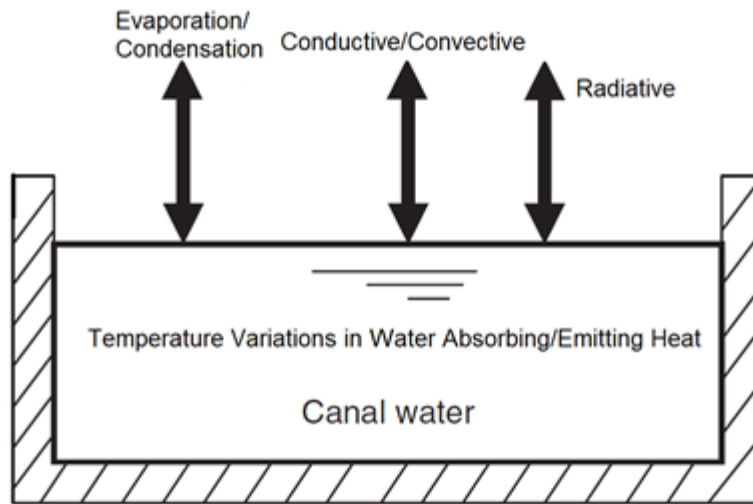 Evaporation/
Condensation
Conductive/Convective
Radiative
Temperature Variations in Water Absorbing/Emitting Heat
Canal water